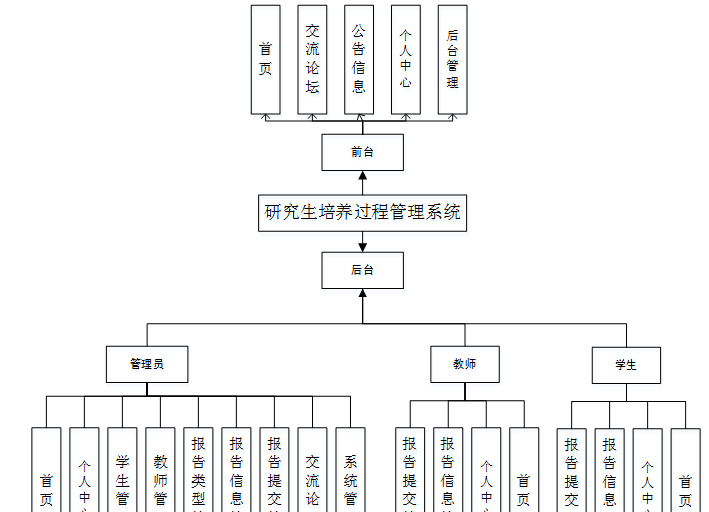 首页
交流论坛
公告信息
个人中心
后台管理
前台
研究生培养过程管理系统
后台
管理员
教师
学生
首页
个人中
学生管
教师管
报告类型
报告信息
报告提交
交流论
系统管
报告提交
报告信息
个人中
首页
报告提交
报告信息
个人中
首页